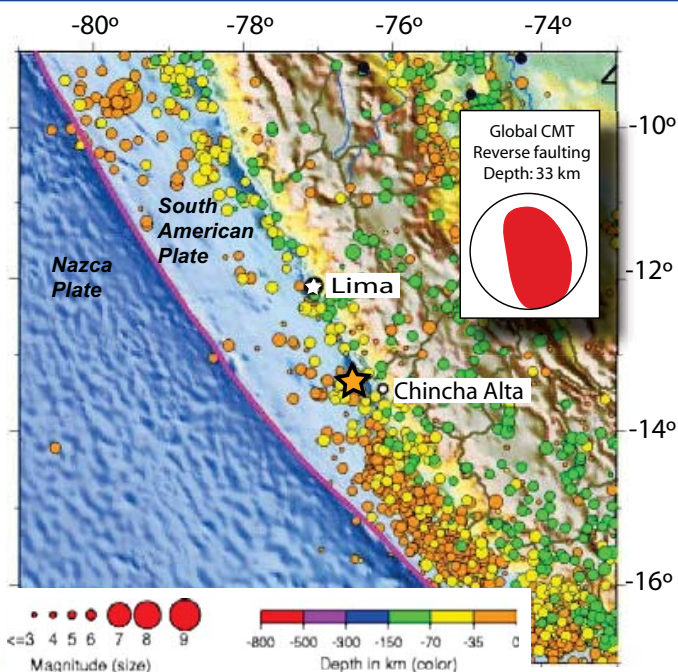 -80º -78º -76º -74º
-10º
Global CMT
Reverse faulting
Depth: 33 km
South
American
Plate
Nazca
Plate
-12º
Lima
Chincha Alta
-14º
-16º
<=3 4 5 6 7 8 9
Magnitude (size)
-800 -500 -300 -150 -70 -35 0
Depth in km (color)